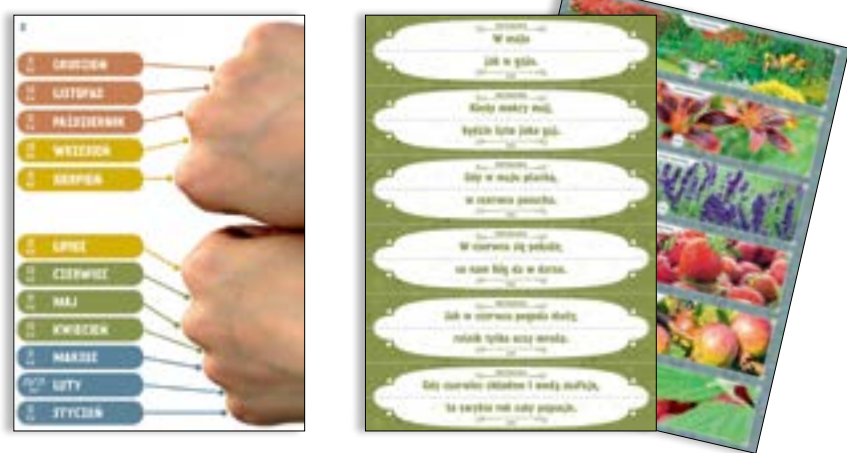 GRUDZIEŃ
LISTOPAD
PAŹDZIERNIK
WRZESIEŃ
SIERPIEŃ
LIPIEC
CZERWIEC
MAJ
KWIECIEŃ
MARZEC
LUTY
STYCZEŃ
W maju
jak w gaju.
Kiedy mokry maj,
będzie żyto jako gaj.
Gdy w maju plucha,
w czerwcu posucha.
W czerwcu się pokaże,
co nam Bóg da w darze.
Jak w czerwcu pogoda służy,
rolnik tylko oczy mruży.
Gdy czerwiec chłodem i wodą szafuje,
to zwykle rok cały popsuje.